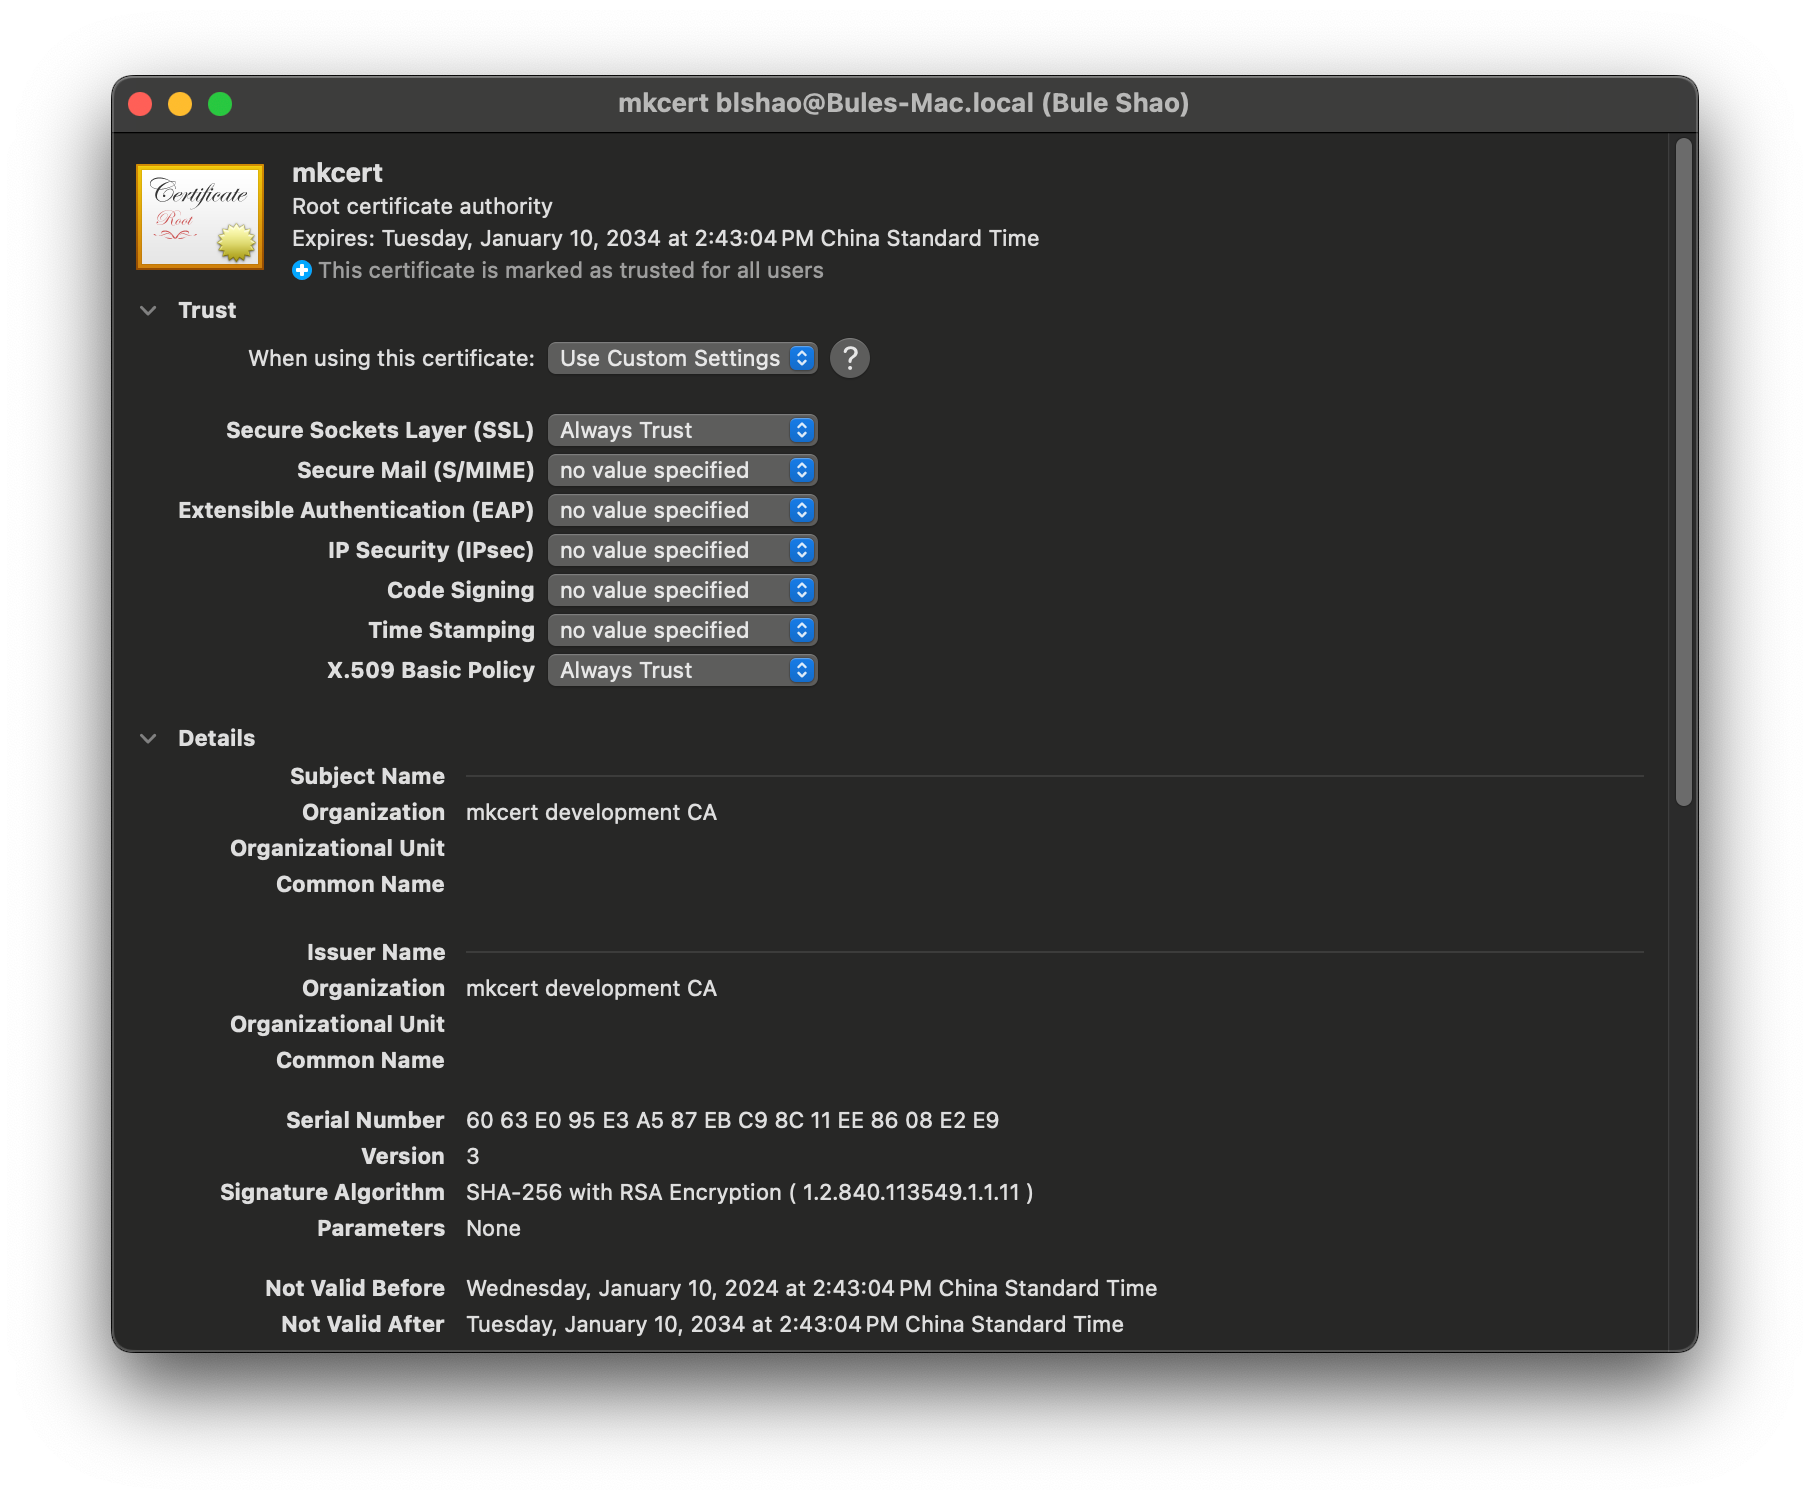 mkcert blshao@Bules-Mac.local (Bule Shao)
Certificate
Root
mkcert
Root certificate authority
Expires: Tuesday, January 10, 2034 at 2:43:04 PM China Standard Time
This certificate is marked as trusted for all users
Trust
When using this certificate: Use Custom Settings ?
Secure Sockets Layer (SSL) Always Trust
Secure Mail (S/MIME) no value specified
Extensible Authentication (EAP) no value specified
IP Security (IPsec) no value specified
Code Signing no value specified
Time Stamping no value specified
X.509 Basic Policy Always Trust
Details
Subject Name
Organization mkcert development CA
Organizational Unit
Common Name
Issuer Name
Organization mkcert development CA
Organizational Unit
Common Name
Serial Number 60 63 E0 95 E3 A5 87 EB C9 8C 11 EE 86 08 E2 E9
Version 3
Signature Algorithm SHA-256 with RSA Encryption ( 1.2.840.113549.1.1.11 )
Parameters None
Not Valid Before Wednesday, January 10, 2024 at 2:43:04 PM China Standard Time
Not Valid After Tuesday, January 10, 2034 at 2:43:04 PM China Standard Time